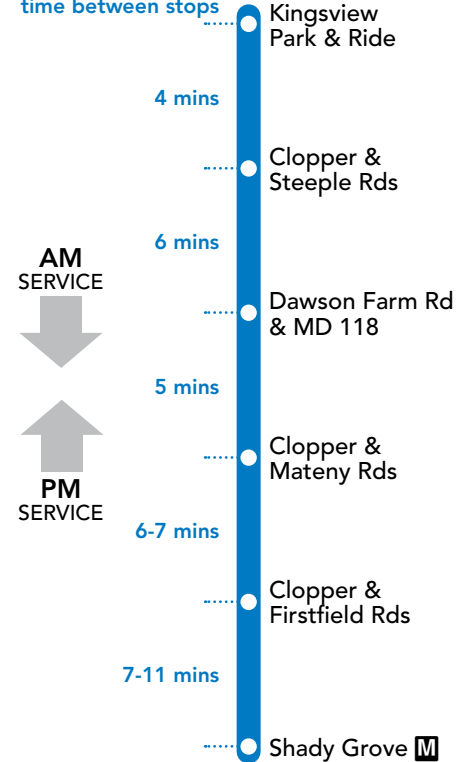 time between stops
Kingsview
Park & Ride
4 mins
Clopper &
Steeple Rds
6 mins
AM
SERVICE
Dawson Farm Rd
& MD 118
5 mins
Clopper &
Mateny Rds
PM
SERVICE
6-7 mins
Clopper &
Firstfield Rds
7-11 mins
Shady Grove M